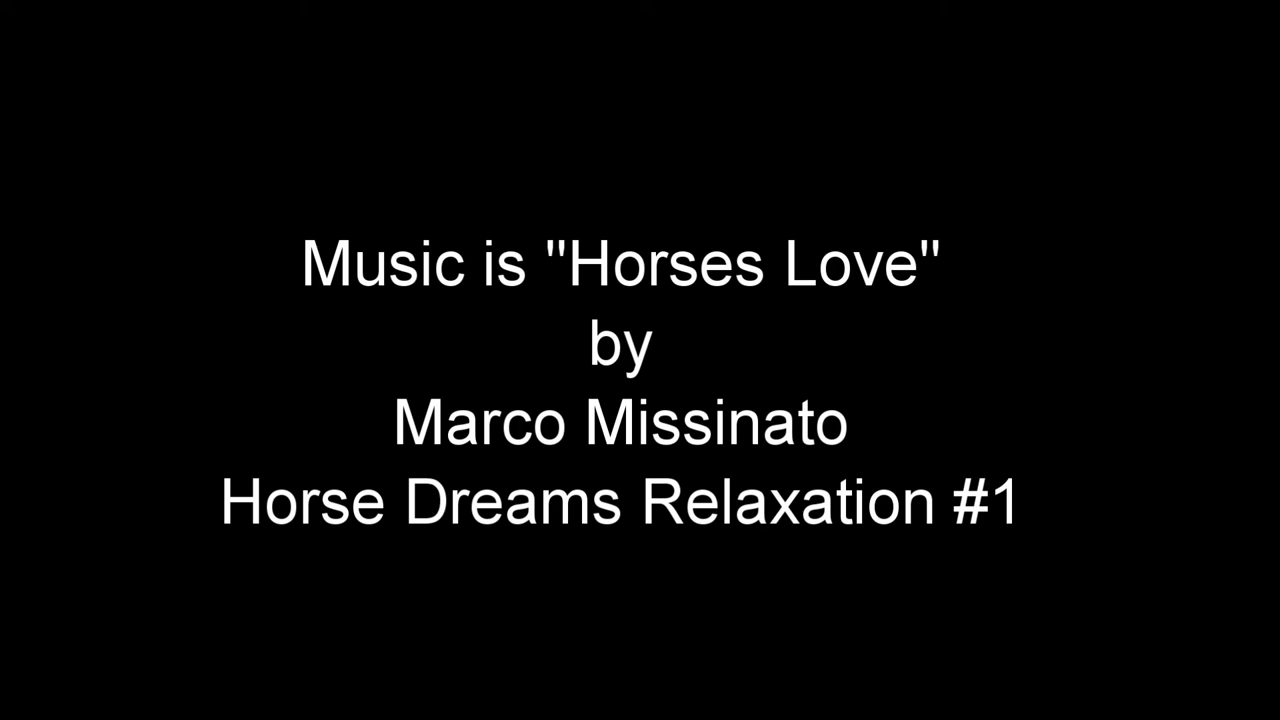 Music is "Horses Love"
by
Marco Missinato
Horse Dreams Relaxation #1